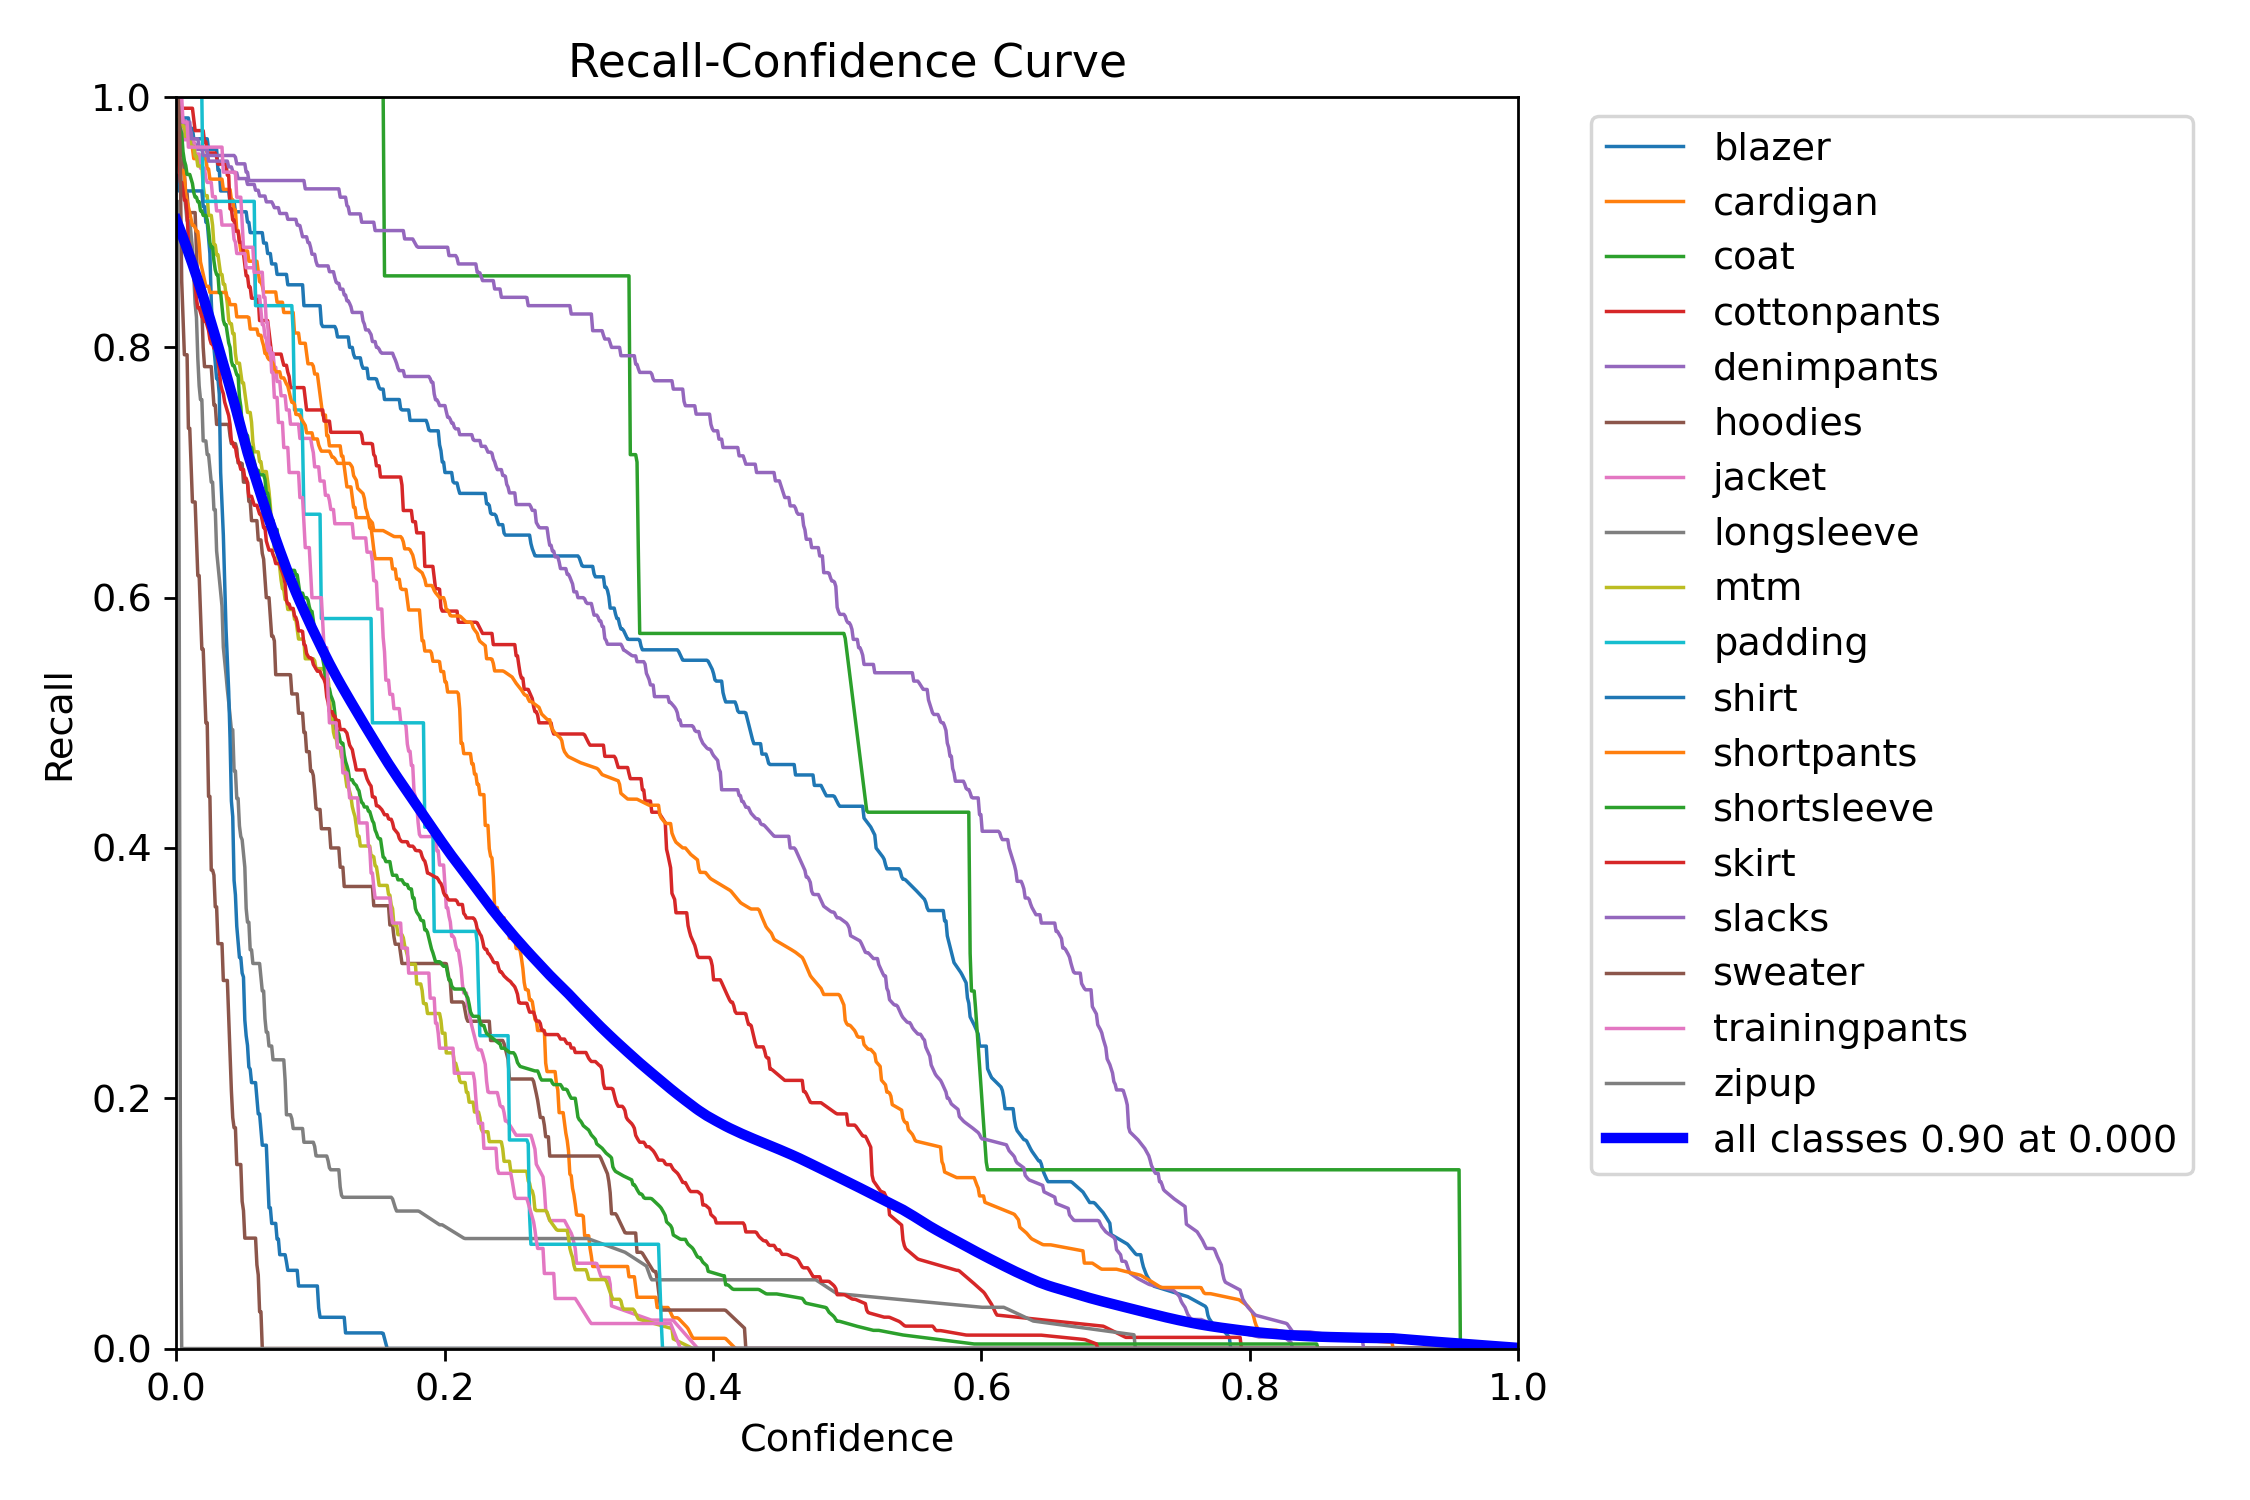 Recall-Confidence Curve
1.0
0.8
0.6
0.4
0.2
0.0
Recall
0.0 0.2 0.4 0.6 0.8 1.0
Confidence
blazer
cardigan
coat
cottonpants
denimpants
hoodies
jacket
longsleeve
mtm
padding
shirt
shortpants
shortsleeve
skirt
slacks
sweater
trainingpants
zipup
all classes 0.90 at 0.000